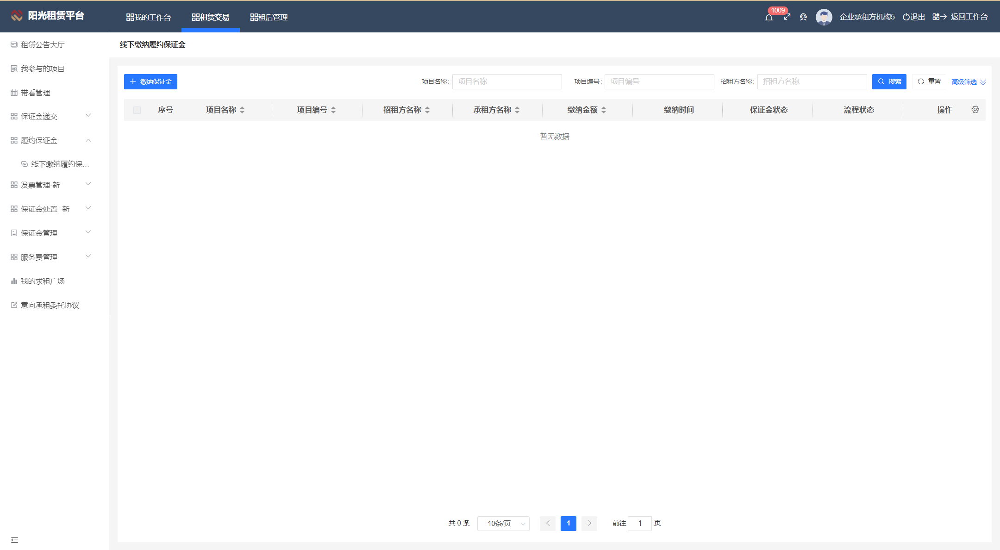 阳光租赁平台
我的工作台
租赁交易
租后管理
1009
企业承租方机构5
退出
返回工作台
租赁公告大厅
我参与的项目
带看管理
保证金递交
履约保证金
线下缴纳履约保...
发票管理-新
保证金处置--新
保证金管理
服务费管理
我的求租广场
意向承租委托协议
线下缴纳履约保证金
缴纳保证金
项目名称:
项目名称
项目编号:
项目编号
招租方名称:
招租方名称
搜索
重置
高级筛选
序号
项目名称
项目编号
招租方名称
承租方名称
缴纳金额
缴纳时间
保证金状态
流程状态
操作
暂无数据
共 0 条
10条/页
1
前往
1
页